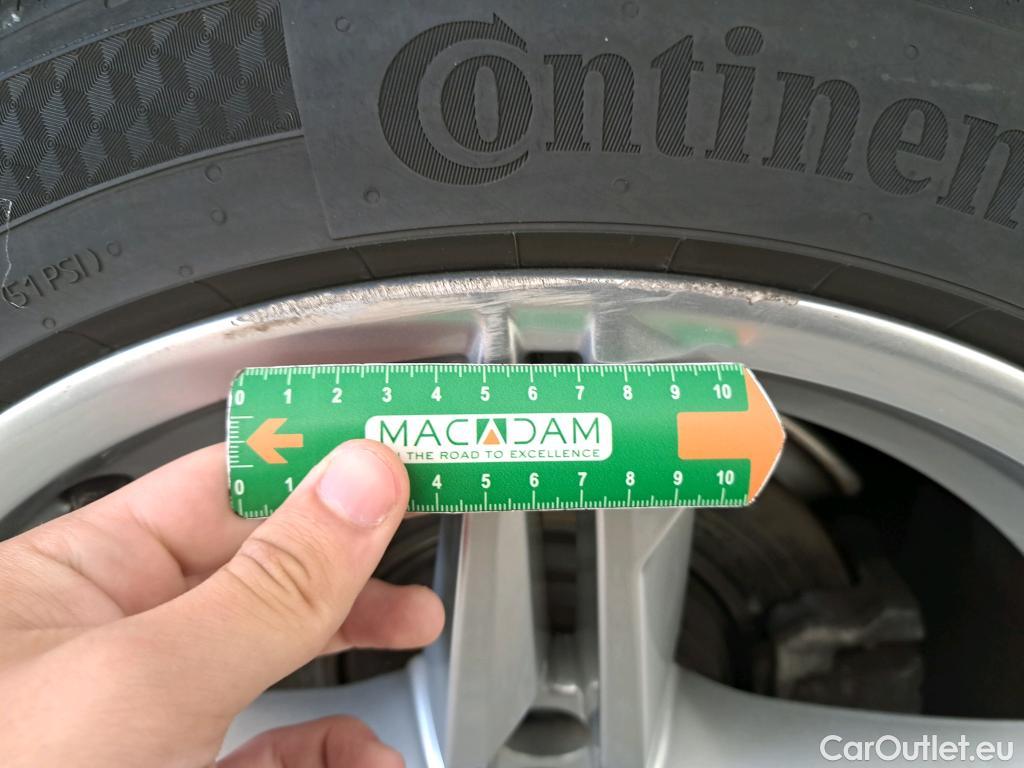 Continen
51 PSI)
0 1 2 3 4 5 6 7 8 9 10
MACADAM
THE ROAD TO EXCELLENCE
0 1 4 5 6 7 8 9 10
CarOutlet.eu